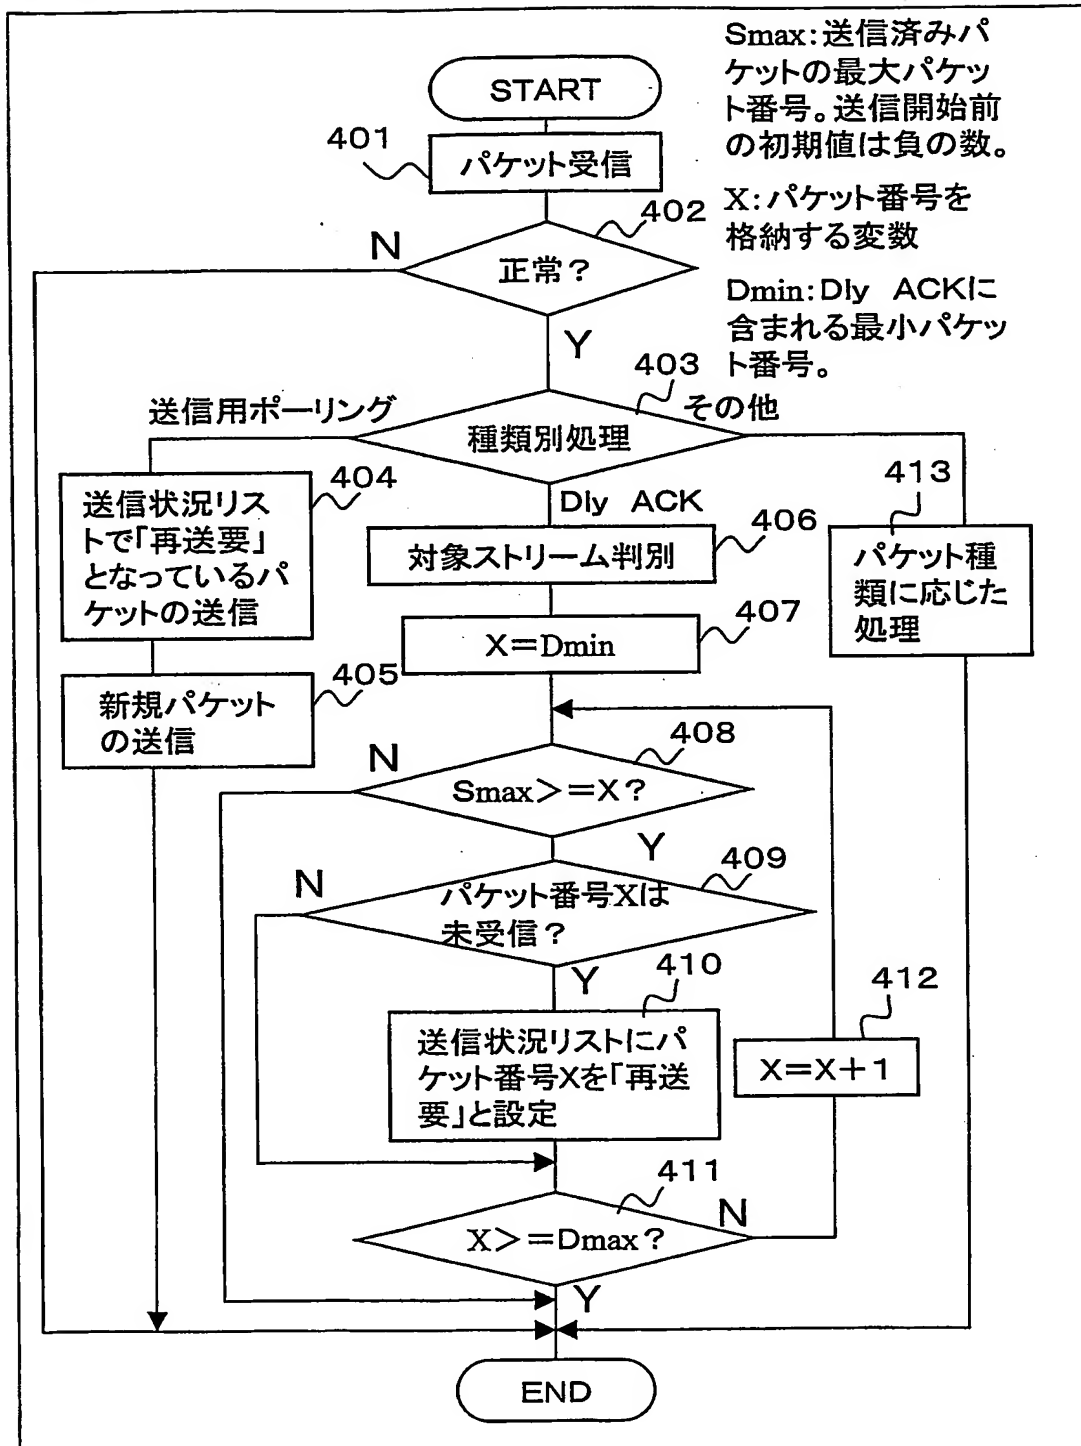 Smax:送信済みパ
ケットの最大パケッ
ト番号。送信開始前
の初期値は負の数。
X:パケット番号を
格納する変数
Dmin:Dly ACKに
含まれる最小パケッ
ト番号。
START
401
パケット受信
402
N
正常?
Y
403
送信用ポーリング
その他
種類別処理
404
送信状況リス
トで「再送要」
となっているパ
ケットの送信
405
新規パケット
の送信
Dly ACK
406
対象ストリーム判別
407
X=Dmin
413
パケット種
類に応じた
処理
408
N
Smax>=X?
Y
409
N
パケット番号Xは
未受信?
Y
410
送信状況リストにパ
ケット番号Xを「再送
要」と設定
412
X=X+1
411
N
X>=Dmax?
Y
END